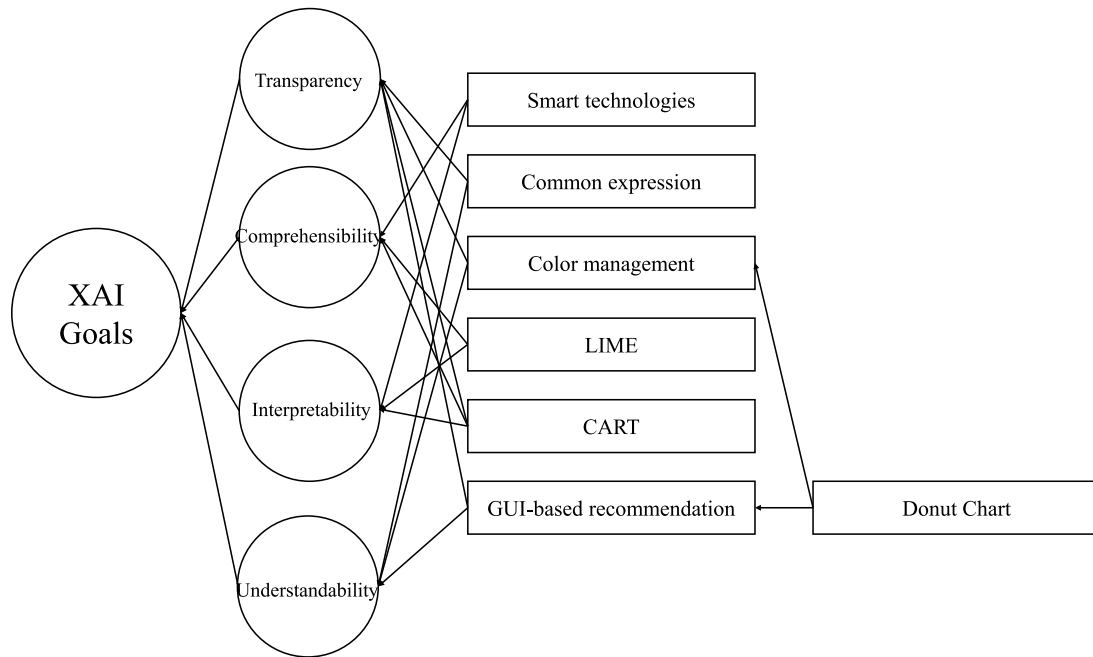 XAI
Goals
Transparency
Comprehensibility
Interpretability
Understandability
Smart technologies
Common expression
Color management
LIME
CART
GUI-based recommendation
Donut Chart